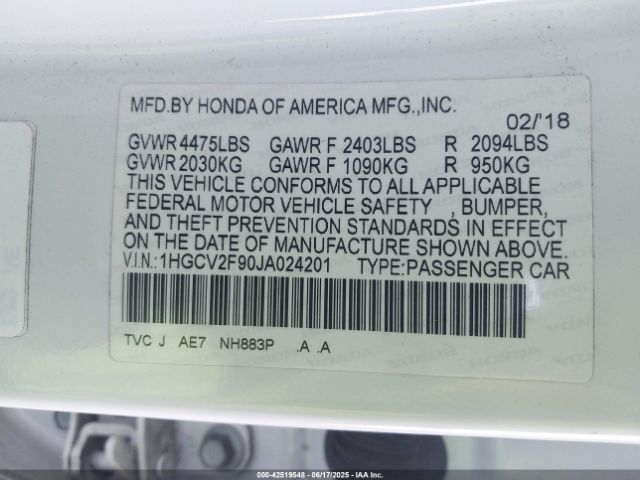 MFD.BY HONDA OF AMERICA MFG.,INC.
02/'18
GVWR 4475LBS GAWR F 2403LBS R 2094LBS
GVWR 2030KG GAWR F 1090KG R 950KG
THIS VEHICLE CONFORMS TO ALL APPLICABLE
FEDERAL MOTOR VEHICLE SAFETY , BUMPER,
AND THEFT PREVENTION STANDARDS IN EFFECT
ON THE DATE OF MANUFACTURE SHOWN ABOVE.
V.I.N.:1HGCV2F90JA024201 TYPE:PASSENGER CAR
TVC J AE7 NH883P .A .A
00-42519548 - 06/17/2025 - IAA Inc.